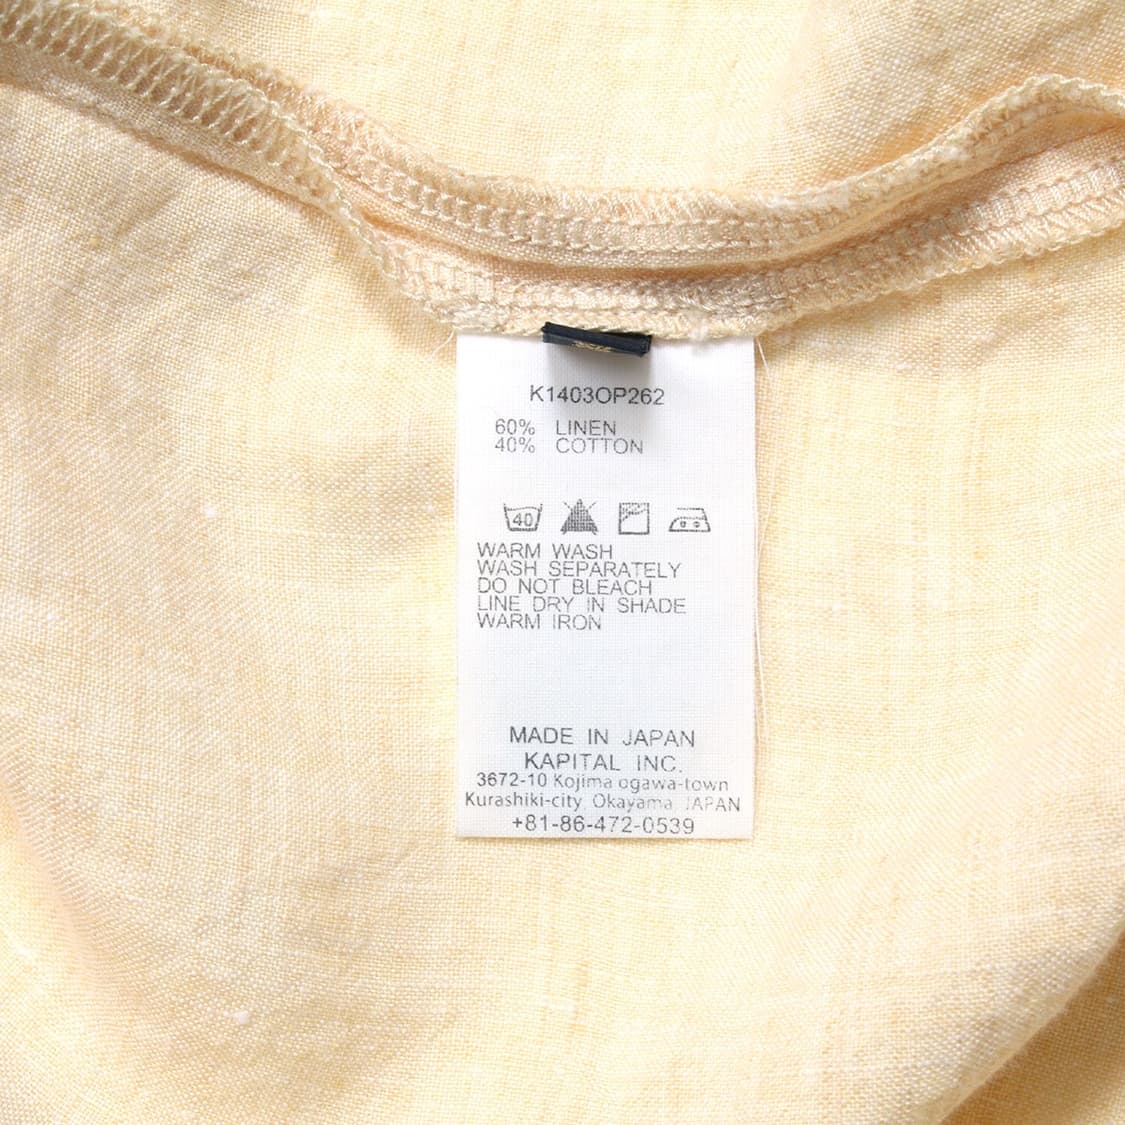 K1403OP262
60% LINEN
40% COTTON
40
WARM WASH
WASH SEPARATELY
DO NOT BLEACH
LINE DRY IN SHADE
WARM IRON
MADE IN JAPAN
KAPITAL INC.
3672-10 Kojima ogawa-town
Kurashiki-city, Okayama JAPAN
+81-86-472-0539